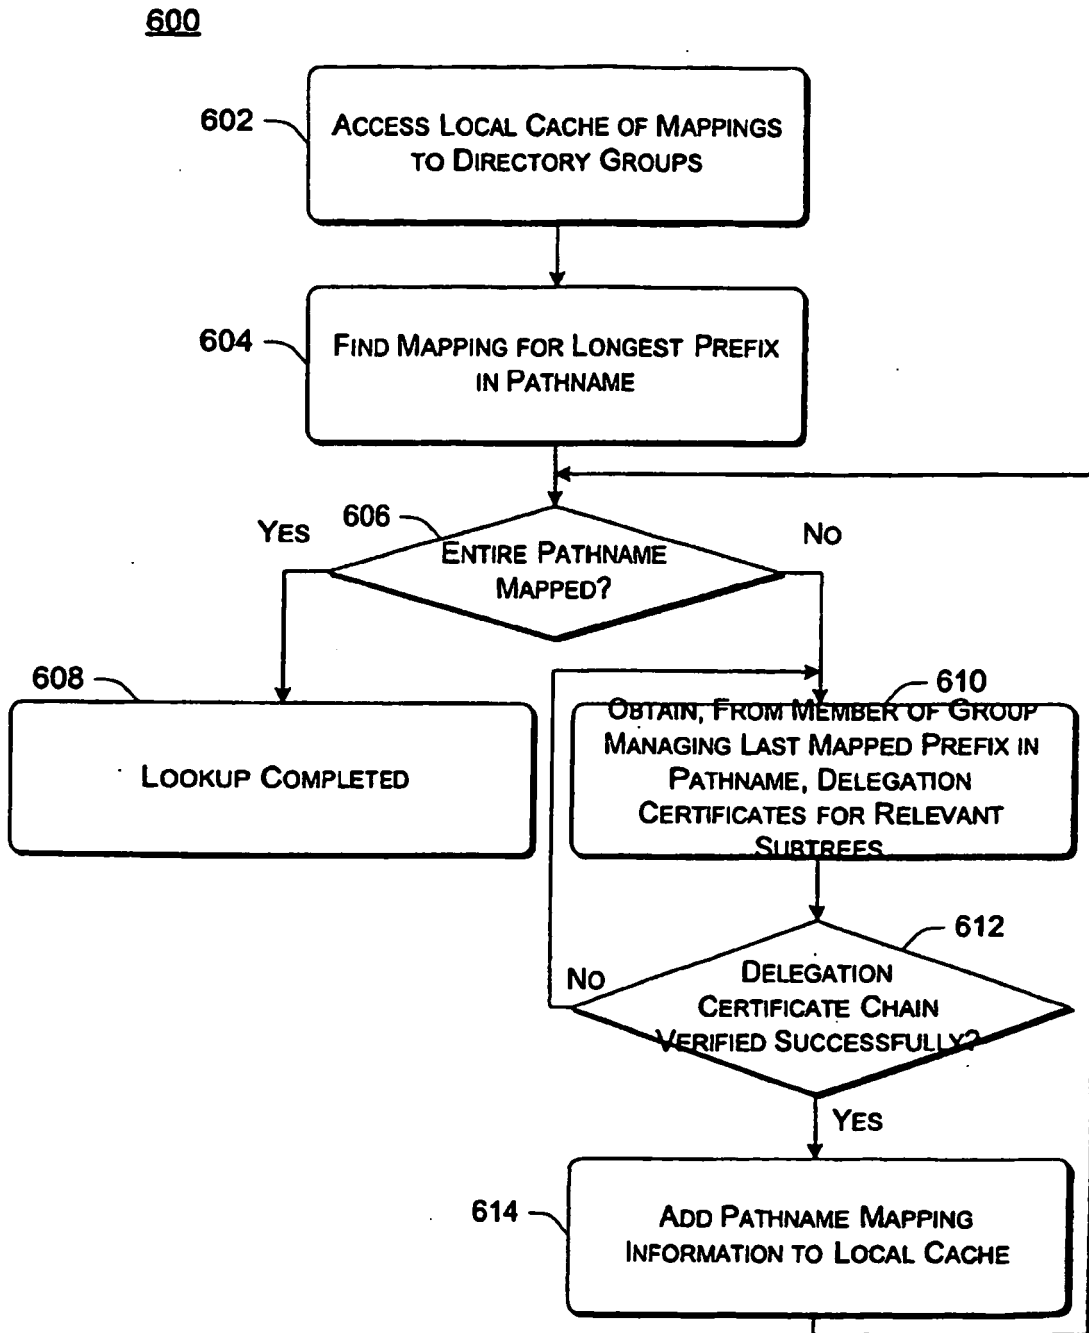 600
602
ACCESS LOCAL CACHE OF MAPPINGS
TO DIRECTORY GROUPS
604
FIND MAPPING FOR LONGEST PREFIX
IN PATHNAME
606
YES
NO
ENTIRE PATHNAME
MAPPED?
608
LOOKUP COMPLETED
610
OBTAIN, FROM MEMBER OF GROUP
MANAGING LAST MAPPED PREFIX IN
PATHNAME, DELEGATION
CERTIFICATES FOR RELEVANT
SUBTREES
612
NO
DELEGATION
CERTIFICATE CHAIN
VERIFIED SUCCESSFULLY?
YES
614
ADD PATHNAME MAPPING
INFORMATION TO LOCAL CACHE